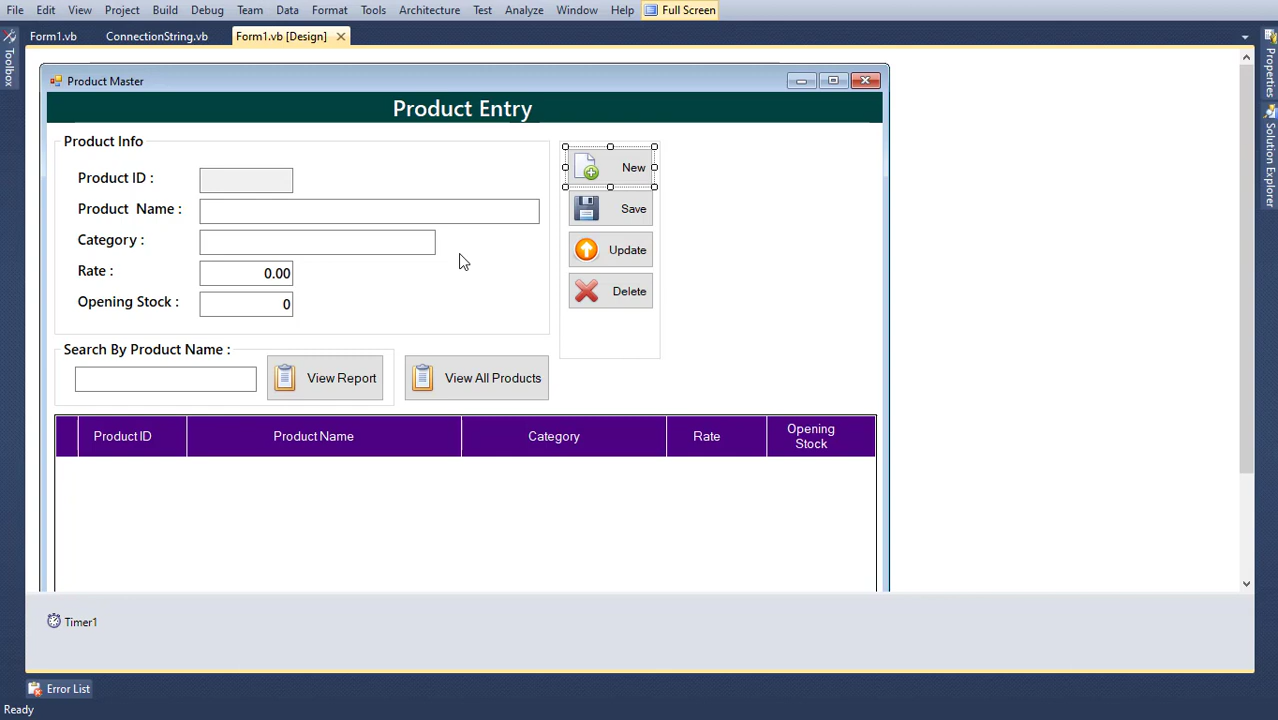 File Edit View Project Build Debug Team Data Format Tools Architecture Test Analyze Window Help Full Screen
Form1.vb ConnectionString.vb Form1.vb [Design]
Toolbox
Properties
Solution Explorer
Product Master
Product Entry
Product Info
Product ID :
Product Name :
Category :
Rate : 0.00
Opening Stock : 0
New
Save
Update
Delete
Search By Product Name :
View Report
View All Products
Product ID Product Name Category Rate Opening
Stock
Timer1
Error List
Ready